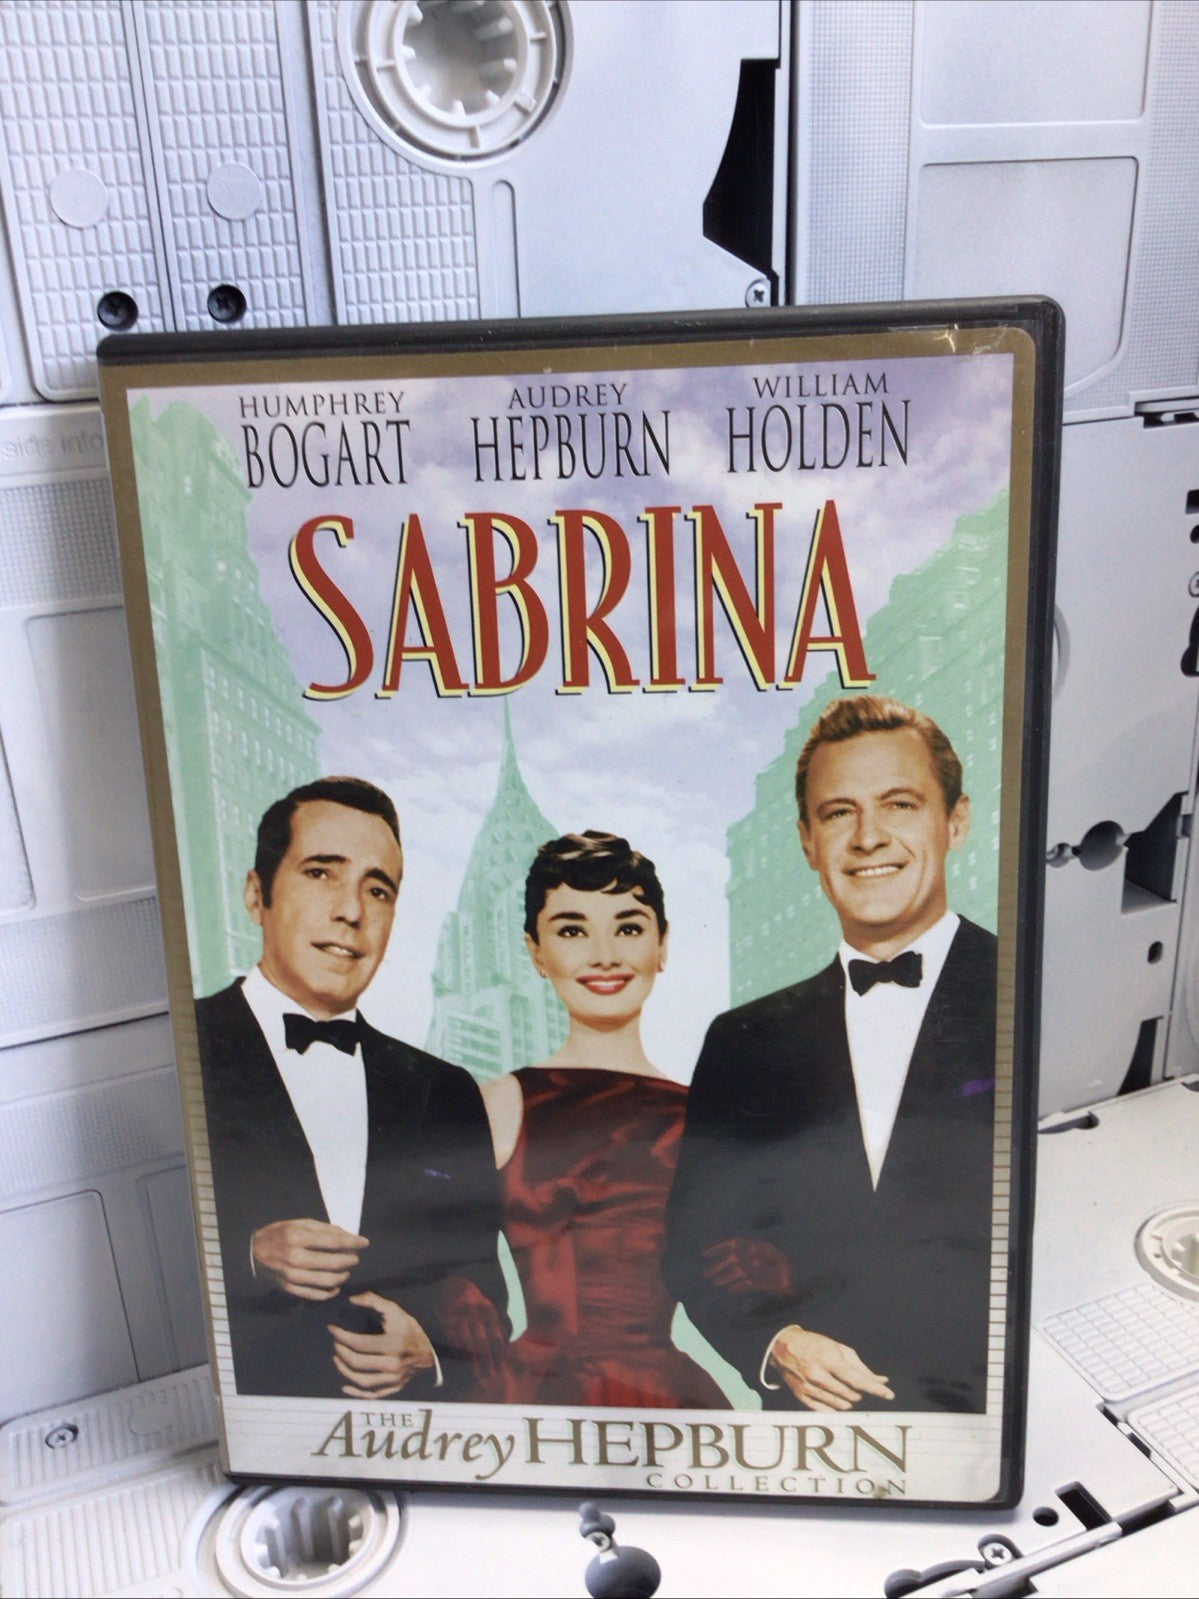 HUMPHREY AUDREY WILLIAM
BOGART HEPBURN HOLDEN
SABRINA
THE
Audrey HEPBURN
COLLECTION